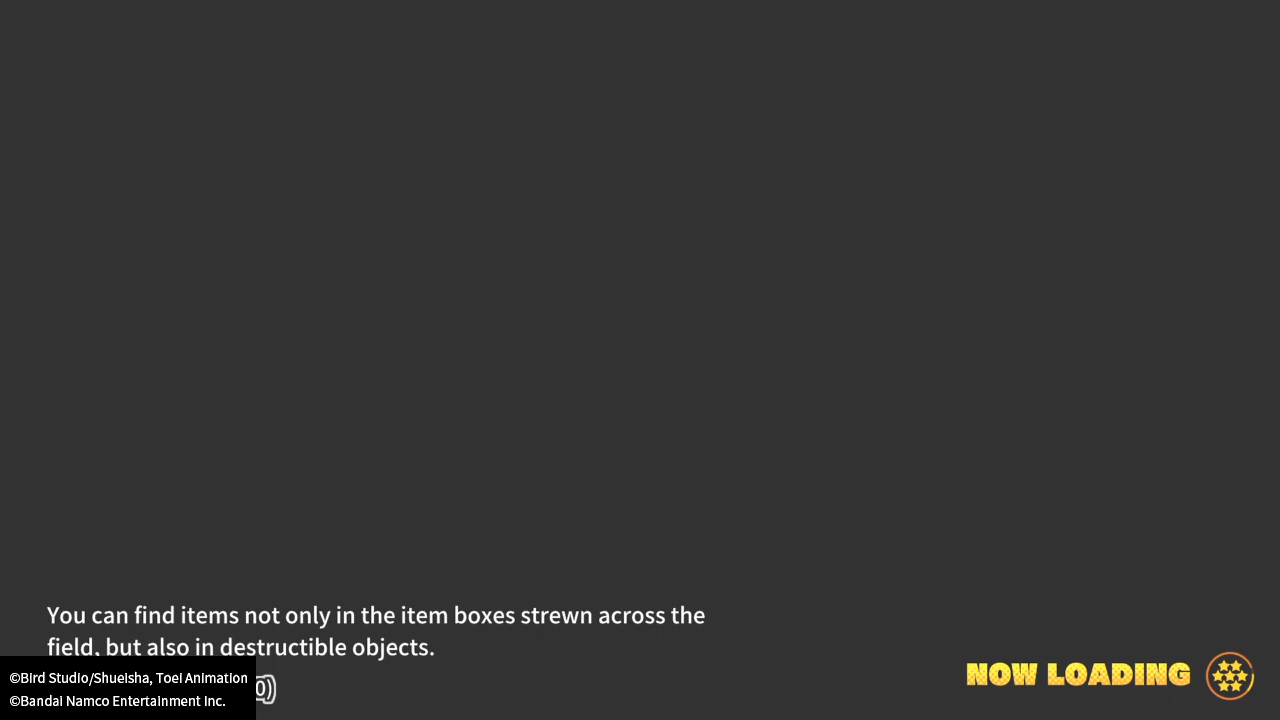 You can find items not only in the item boxes strewn across the
field, but also in destructible objects.
NOW LOADING
©Bird Studio/Shueisha, Toei Animation
©Bandai Namco Entertainment Inc.